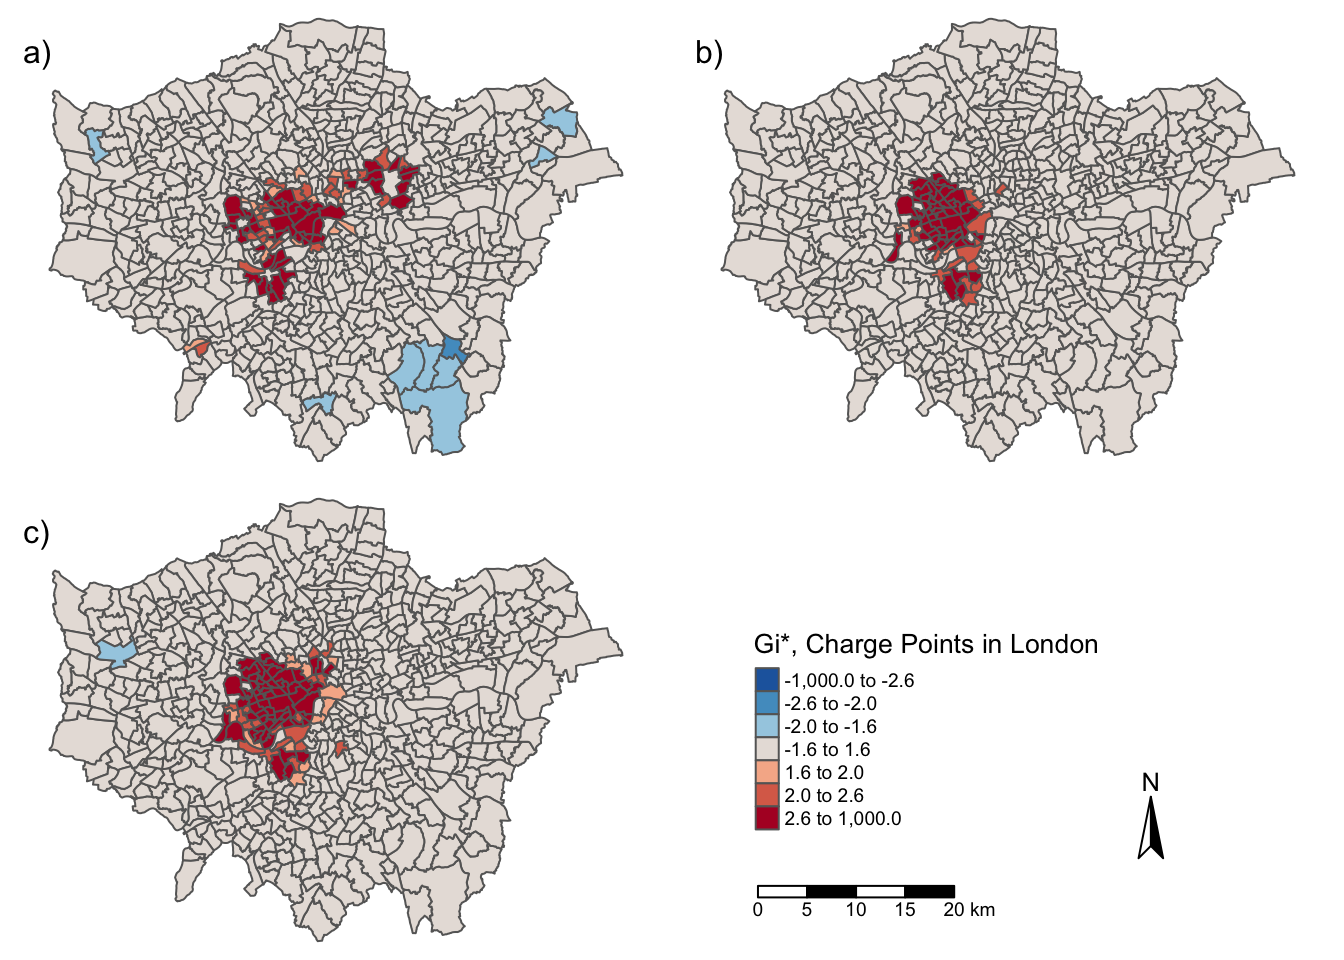 a)
b)
c)
Gi*, Charge Points in London
-1,000.0 to -2.6
-2.6 to -2.0
-2.0 to -1.6
-1.6 to 1.6
1.6 to 2.0
2.0 to 2.6
2.6 to 1,000.0
N
0 5 10 15 20 km